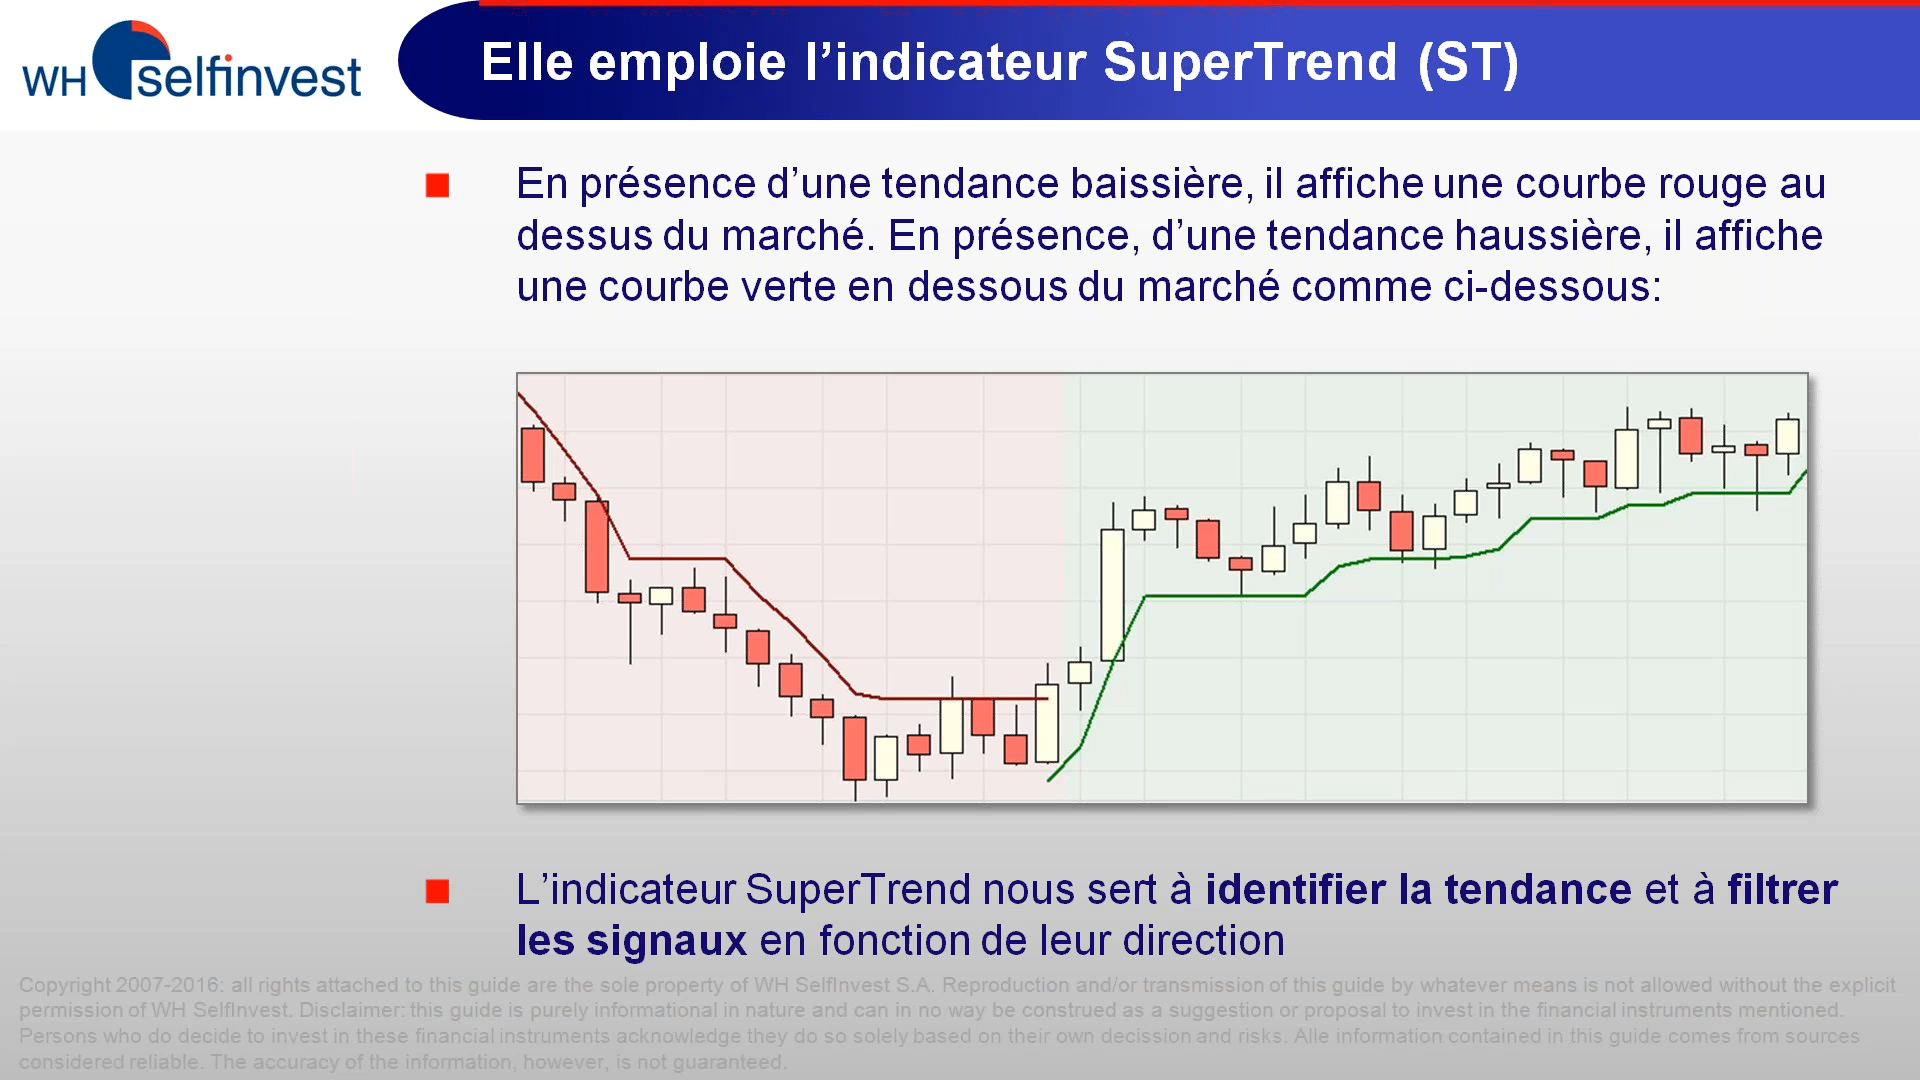 WH selfinvest
Elle emploie l’indicateur SuperTrend (ST)
En présence d’une tendance baissière, il affiche une courbe rouge au
dessus du marché. En présence, d’une tendance haussière, il affiche
une courbe verte en dessous du marché comme ci-dessous:
L’indicateur SuperTrend nous sert à identifier la tendance et à filtrer
les signaux en fonction de leur direction
Copyright 2007-2016: all rights attached to this guide are the sole property of WH SelfInvest S.A. Reproduction and/or transmission of this guide by whatever means is not allowed without the explicit
permission of WH SelfInvest. Disclaimer: this guide is purely informational in nature and can in no way be construed as a suggestion or proposal to invest in the financial instruments mentioned.
Persons who do decide to invest in these financial instruments acknowledge they do so solely based on their own decission and risks. Alle information contained in this guide comes from sources
considered reliable. The accuracy of the information, however, is not guaranteed.